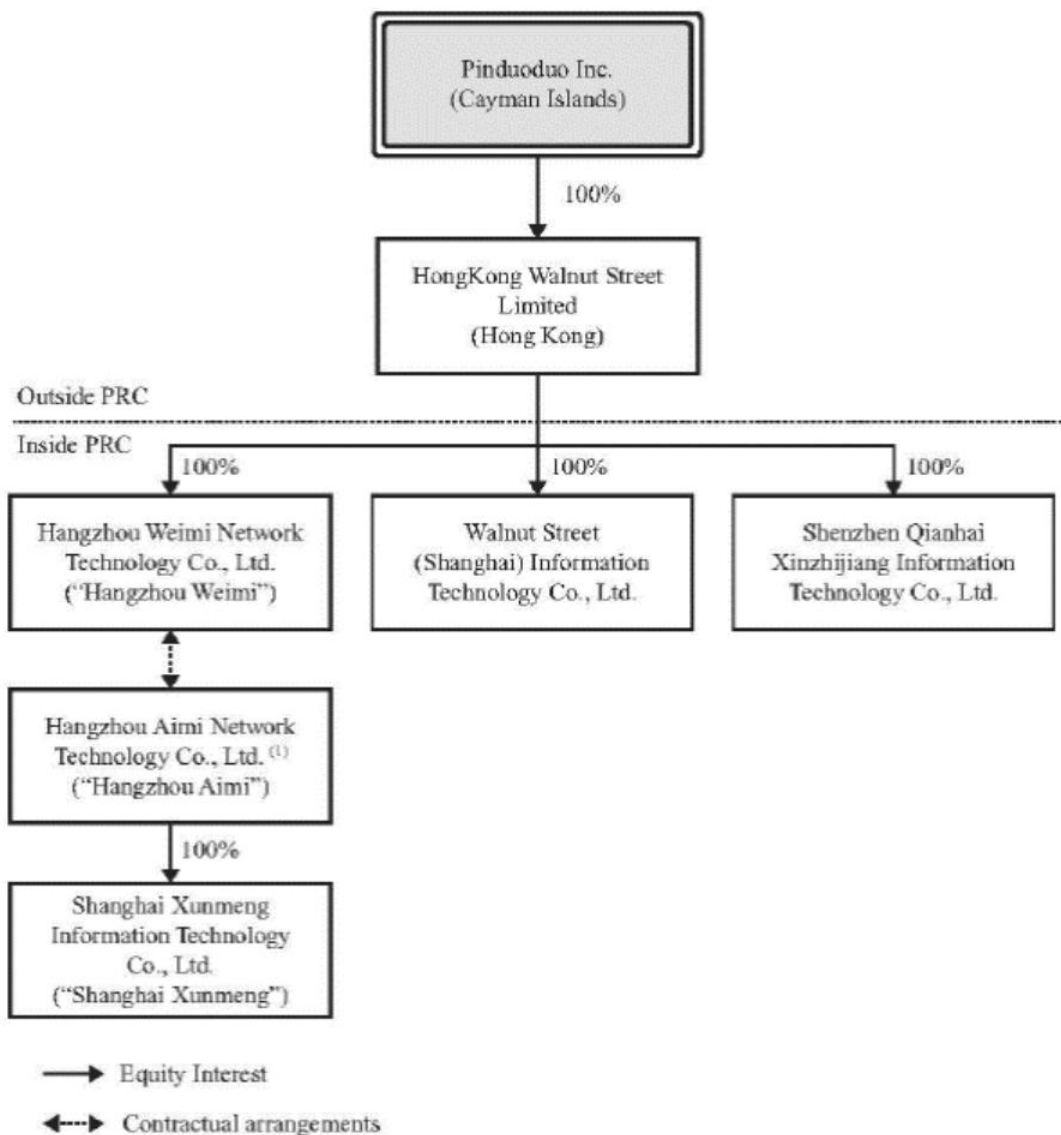 Pinduoduo Inc.
(Cayman Islands)
100%
HongKong Walnut Street
Limited
(Hong Kong)
Outside PRC
Inside PRC
100%
100%
100%
Hangzhou Weimi Network
Technology Co., Ltd.
(“Hangzhou Weimi”)
Walnut Street
(Shanghai) Information
Technology Co., Ltd.
Shenzhen Qianhai
Xinzhijiang Information
Technology Co., Ltd.
Hangzhou Aimi Network
Technology Co., Ltd. (1)
(“Hangzhou Aimi”)
100%
Shanghai Xunmeng
Information Technology
Co., Ltd.
(“Shanghai Xunmeng”)
Equity Interest
Contractual arrangements